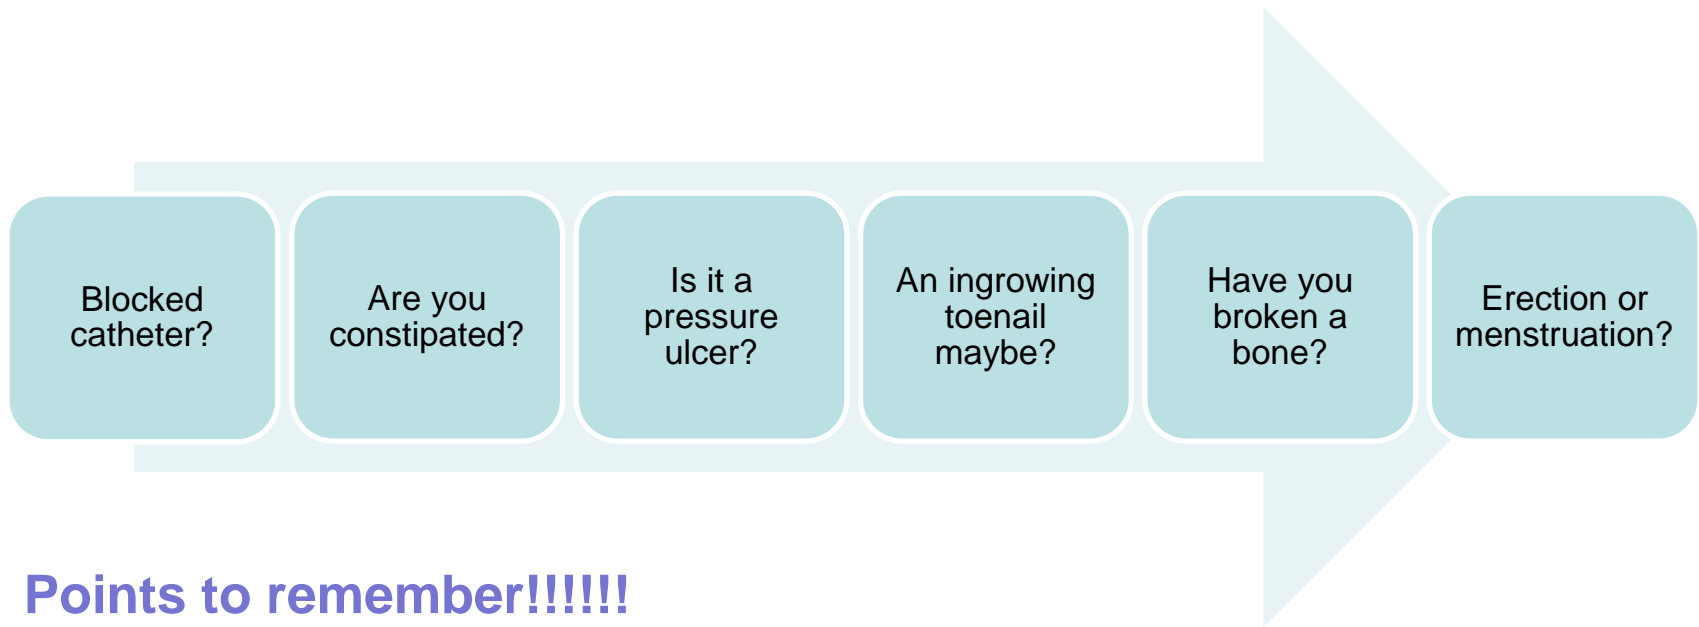 Blocked
catheter?
Are you
constipated?
Is it a
pressure
ulcer?
An ingrowing
toenail
maybe?
Have you
broken a
bone?
Erection or
menstruation?
Points to remember!!!!!!